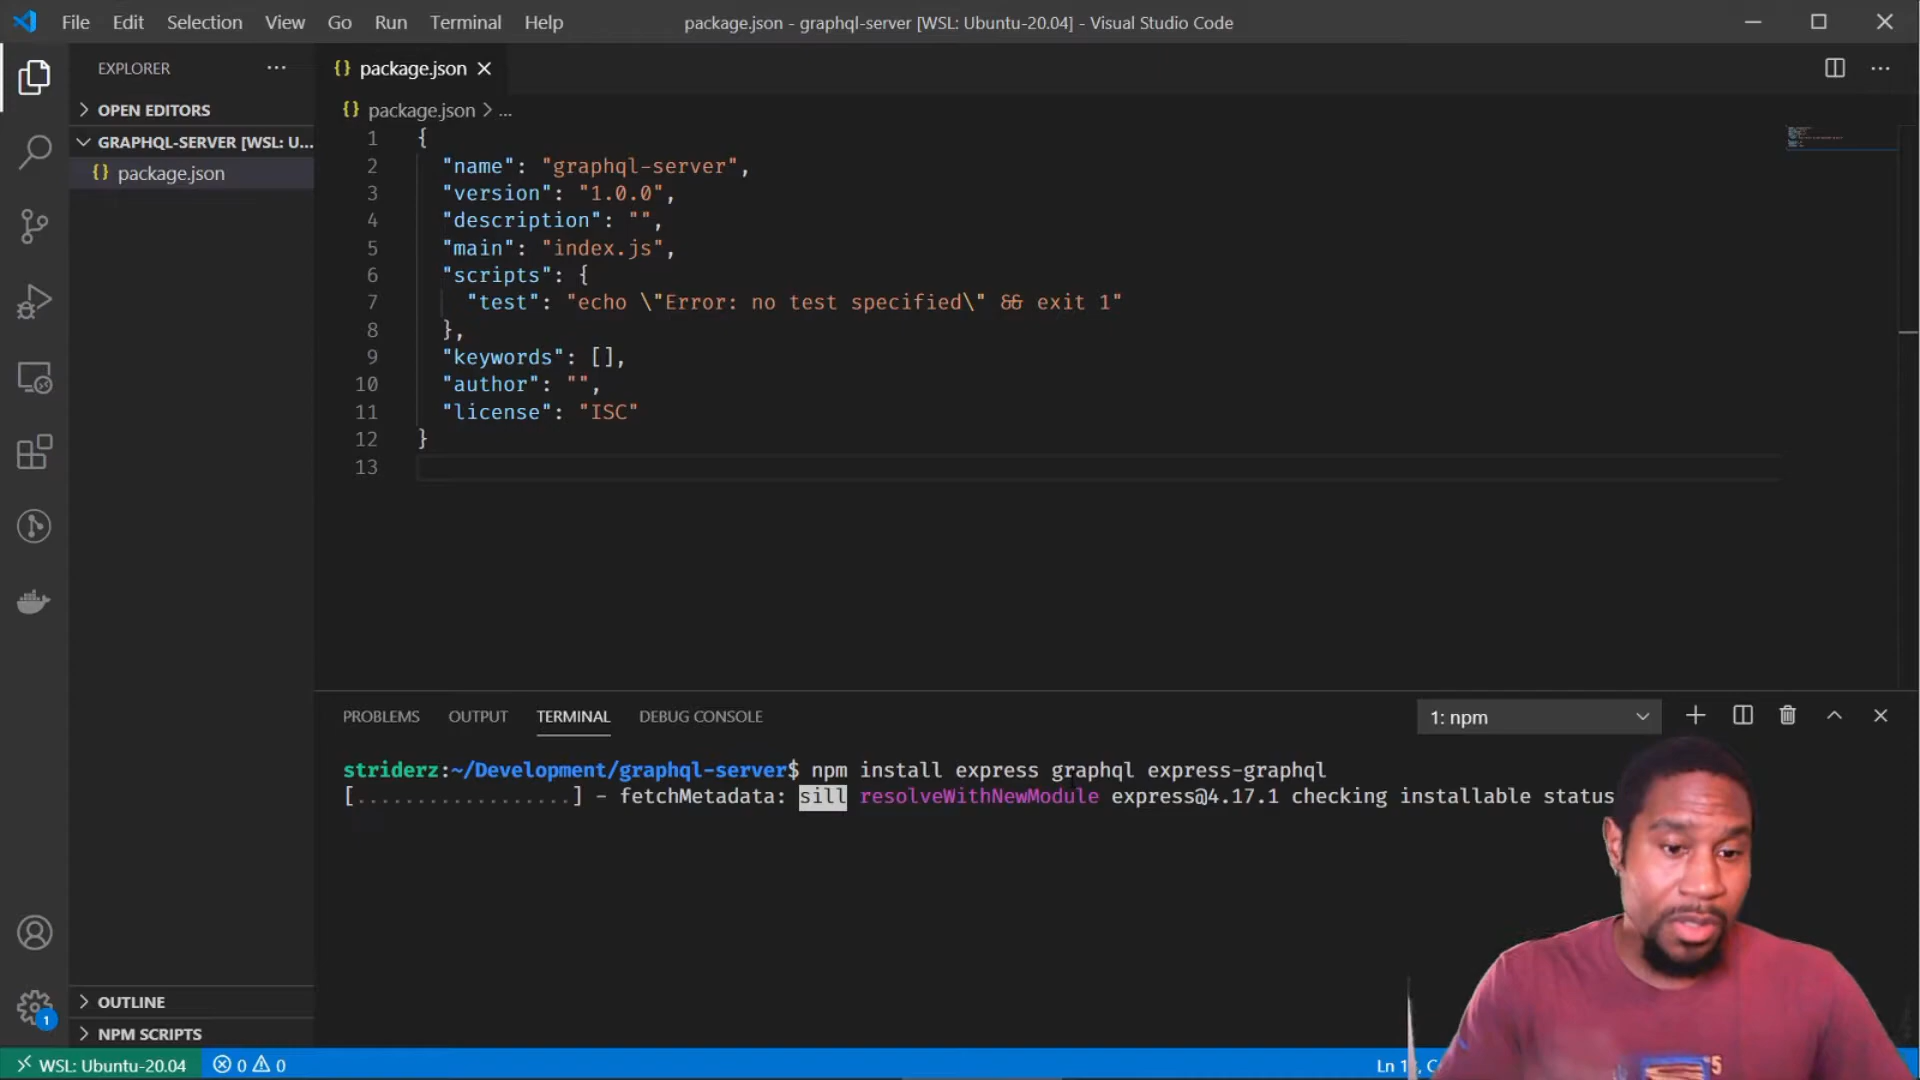 File Edit Selection View Go Run Terminal Help
package.json - graphql-server [WSL: Ubuntu-20.04] - Visual Studio Code
EXPLORER
OPEN EDITORS
GRAPHQL-SERVER [WSL: U...
{} package.json
OUTLINE
NPM SCRIPTS
{} package.json
{} package.json > ...
1 {
2 "name": "graphql-server",
3 "version": "1.0.0",
4 "description": "",
5 "main": "index.js",
6 "scripts": {
7 "test": "echo \"Error: no test specified\" && exit 1"
8 },
9 "keywords": [],
10 "author": "",
11 "license": "ISC"
12 }
13
PROBLEMS OUTPUT TERMINAL DEBUG CONSOLE
1: npm
striderz:~/Development/graphql-server$ npm install express graphql express-graphql
[..................] - fetchMetadata: sill resolveWithNewModule express@4.17.1 checking installable status
1
WSL: Ubuntu-20.04 0 0